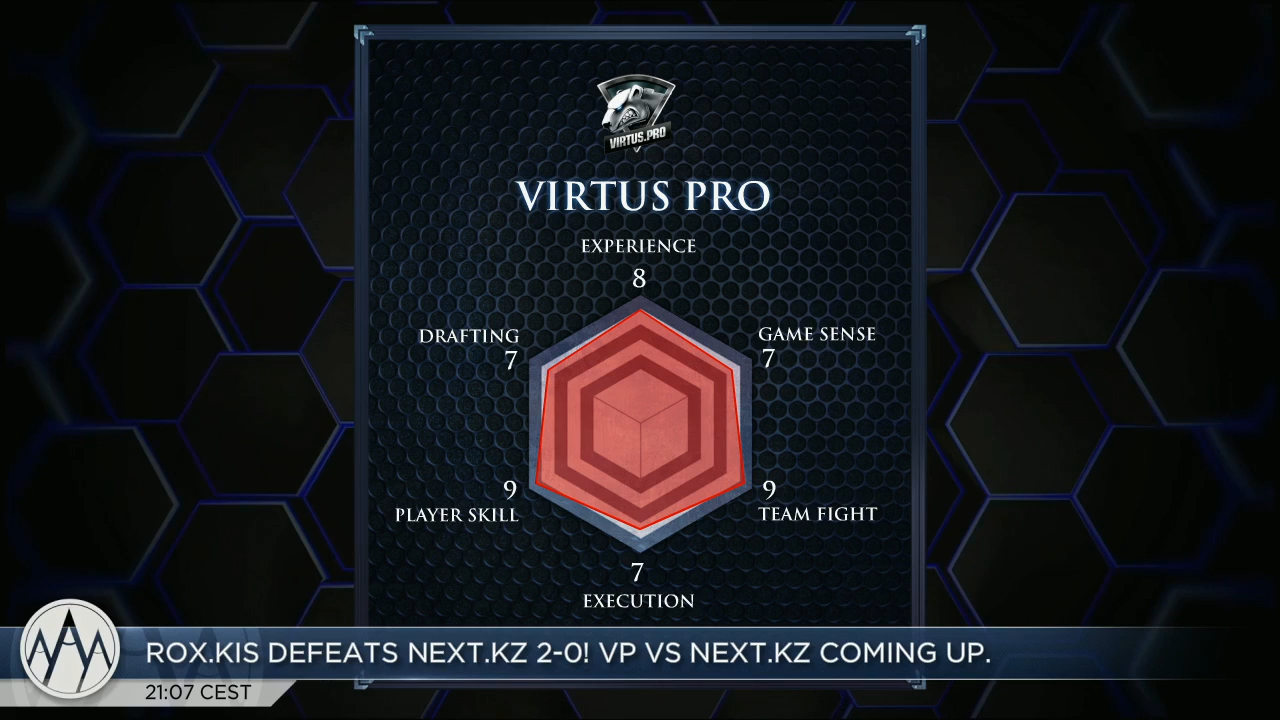 VIRTUS.PRO
VIRTUS PRO
EXPERIENCE
8
DRAFTING
7
GAME SENSE
7
9
PLAYER SKILL
9
TEAM FIGHT
7
EXECUTION
ROX.KIS DEFEATS NEXT.KZ 2-0! VP VS NEXT.KZ COMING UP.
21:07 CEST